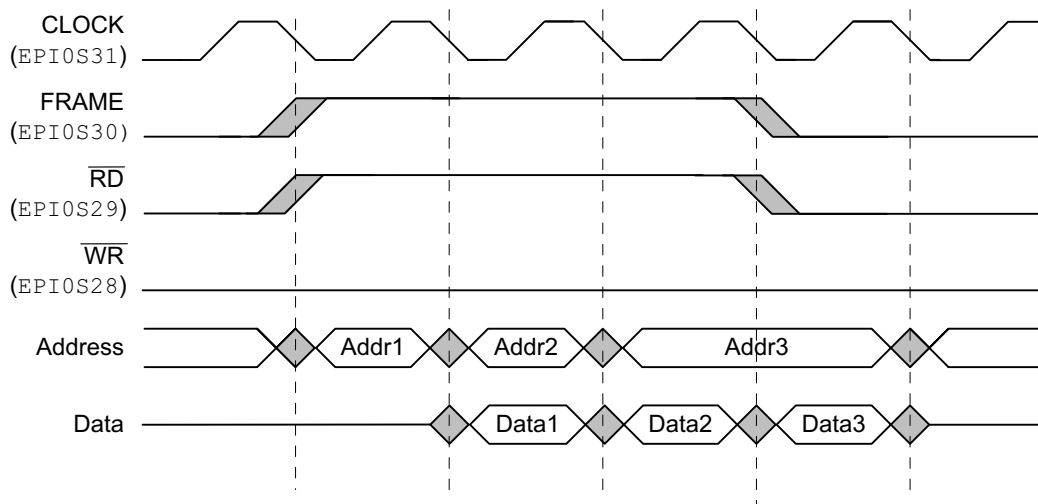 CLOCK
(EPI0S31)
FRAME
(EPI0S30)
RD
(EPI0S29)
WR
(EPI0S28)
Address Addr1 Addr2 Addr3
Data Data1 Data2 Data3